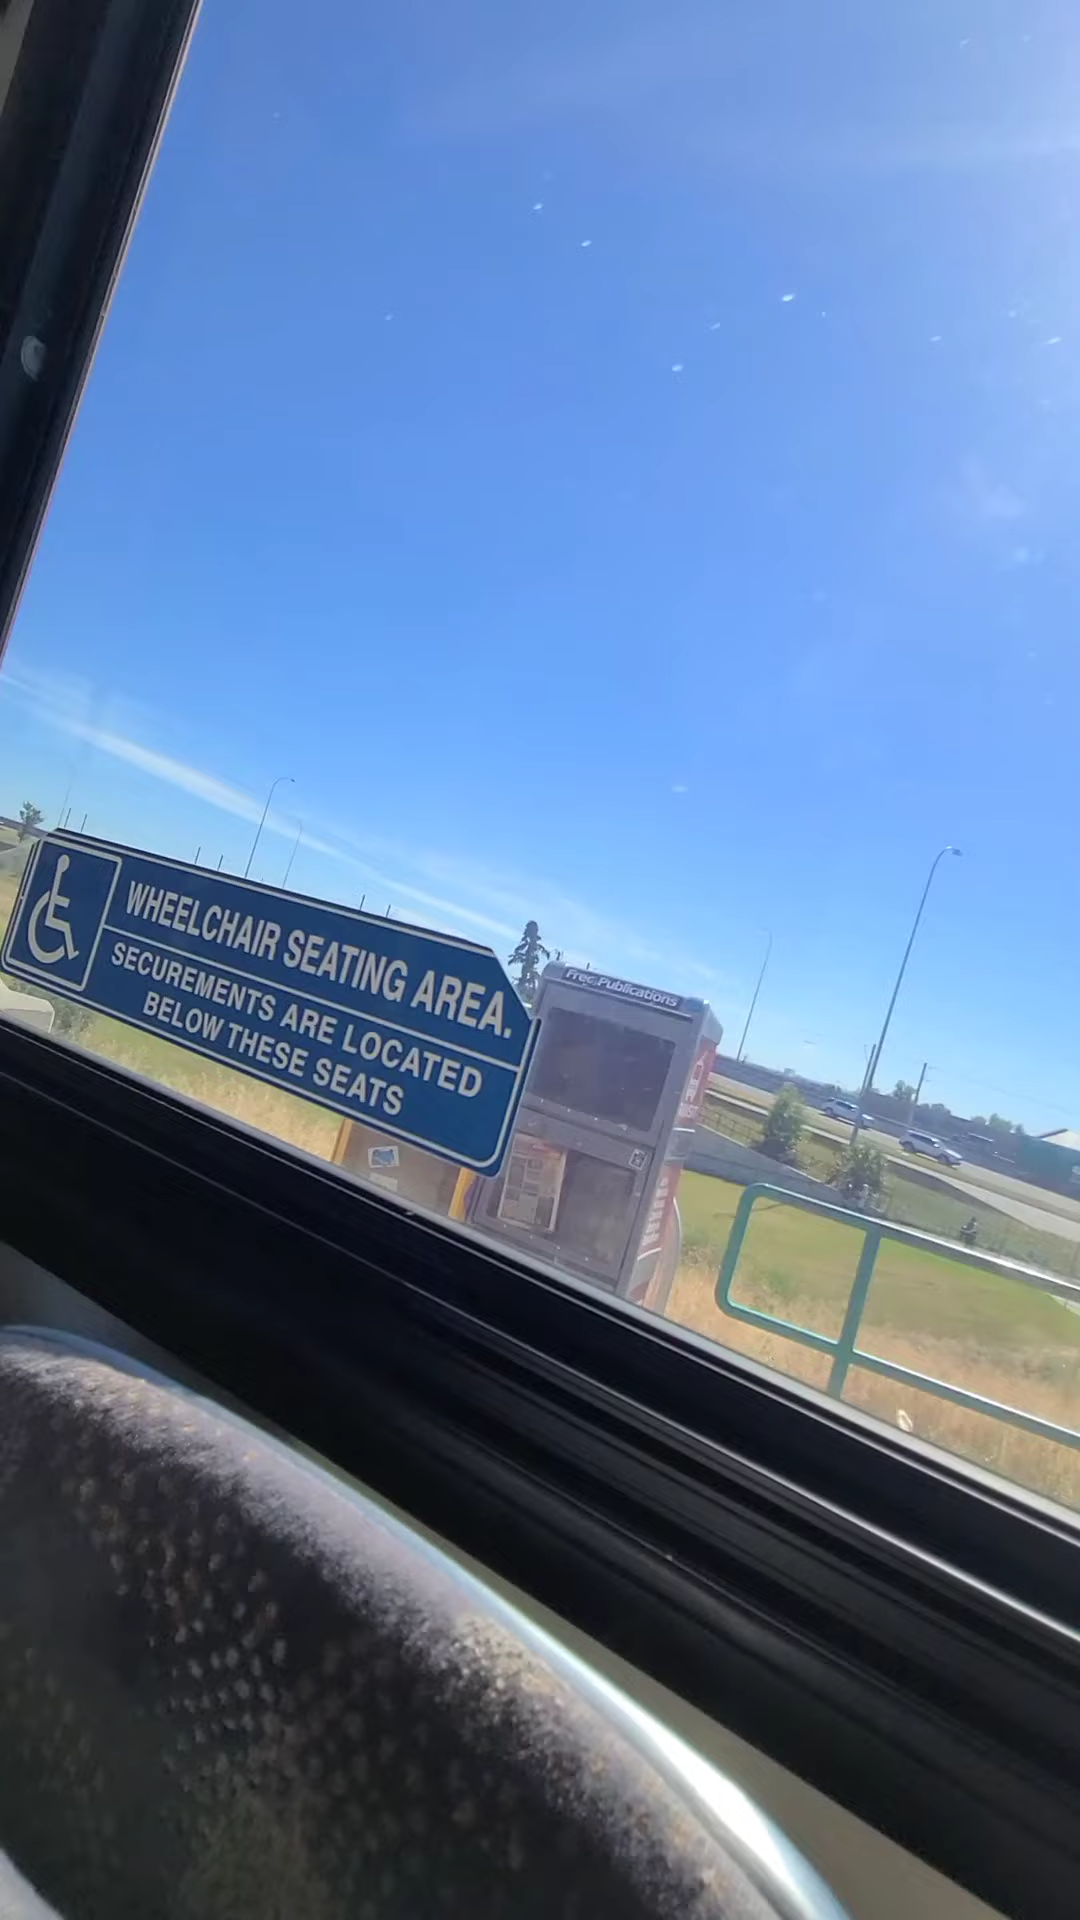 WHEELCHAIR SEATING AREA.
SECUREMENTS ARE LOCATED
BELOW THESE SEATS
Free Publications